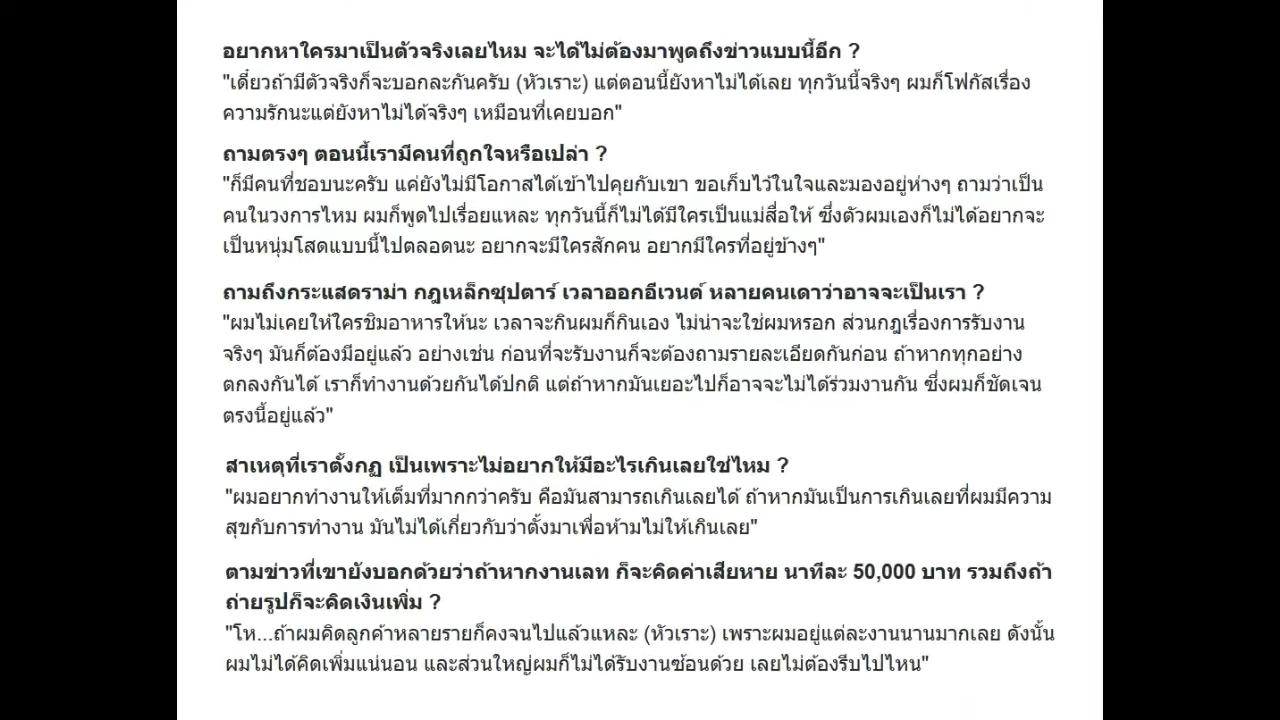 อยากหาใครมาเป็นตัวจริงเลยไหม จะได้ไม่ต้องมาพูดถึงข่าวแบบนี้อีก ?
"เดี๋ยวถ้ามีตัวจริงก็จะบอกละกันครับ (หัวเราะ) แต่ตอนนี้ยังหาไม่ได้เลย ทุกวันนี้จริงๆ ผมก็โฟกัสเรื่อง
ความรักนะแต่ยังหาไม่ได้จริงๆ เหมือนที่เคยบอก"
ถามตรงๆ ตอนนี้เรามีคนที่ถูกใจหรือเปล่า ?
"ก็มีคนที่ชอบนะครับ แค่ยังไม่มีโอกาสได้เข้าไปคุยกับเขา ขอเก็บไว้ในใจและมองอยู่ห่างๆ ถามว่าเป็น
คนในวงการไหม ผมก็พูดไปเรื่อยแหละ ทุกวันนี้ก็ไม่ได้มีใครเป็นแม่สื่อให้ ซึ่งตัวผมเองก็ไม่ได้อยากจะ
เป็นหนุ่มโสดแบบนี้ไปตลอดนะ อยากจะมีใครสักคน อยากมีใครที่อยู่ข้างๆ"
ถามถึงกระแสดราม่า กฎเหล็กซุปตาร์ เวลาออกอีเวนต์ หลายคนเดาว่าอาจจะเป็นเรา ?
"ผมไม่เคยให้ใครชิมอาหารให้นะ เวลาจะกินผมก็กินเอง ไม่น่าจะใช่ผมหรอก ส่วนกฎเรื่องการรับงาน
จริงๆ มันก็ต้องมีอยู่แล้ว อย่างเช่น ก่อนที่จะรับงานก็จะต้องถามรายละเอียดกันก่อน ถ้าหากทุกอย่าง
ตกลงกันได้ เราก็ทำงานด้วยกันได้ปกติ แต่ถ้าหากมันเยอะไปก็อาจจะไม่ได้ร่วมงานกัน ซึ่งผมก็ชัดเจน
ตรงนี้อยู่แล้ว"
สาเหตุที่เราตั้งกฏ เป็นเพราะไม่อยากให้มีอะไรเกินเลยใช่ไหม ?
"ผมอยากทำงานให้เต็มที่มากกว่าครับ คือมันสามารถเกินเลยได้ ถ้าหากมันเป็นการเกินเลยที่ผมมีความ
สุขกับการทำงาน มันไม่ได้เกี่ยวกับว่าตั้งมาเพื่อห้ามไม่ให้เกินเลย"
ตามข่าวที่เขายังบอกด้วยว่าถ้าหากงานเลท ก็จะคิดค่าเสียหาย นาทีละ 50,000 บาท รวมถึงถ้า
ถ่ายรูปก็จะคิดเงินเพิ่ม ?
"โห...ถ้าผมคิดลูกค้าหลายรายก็คงจนไปแล้วแหละ (หัวเราะ) เพราะผมอยู่แต่ละงานนานมากเลย ดังนั้น
ผมไม่ได้คิดเพิ่มแน่นอน และส่วนใหญ่ผมก็ไม่ได้รับงานซ้อนด้วย เลยไม่ต้องรีบไปไหน"